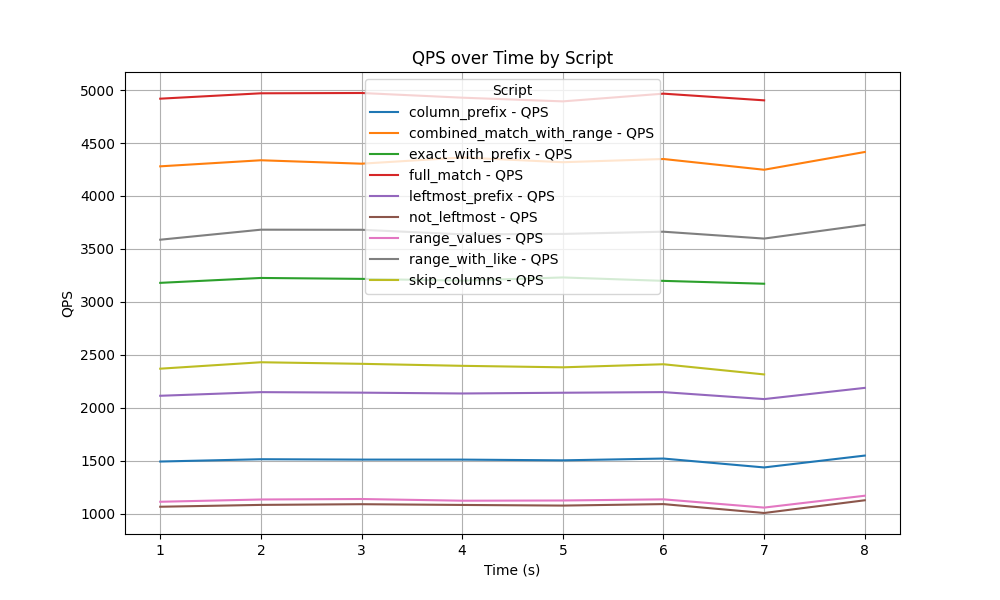 QPS over Time by Script
QPS
5000
4500
4000
3500
3000
2500
2000
1500
1000
Script
column_prefix - QPS
combined_match_with_range - QPS
exact_with_prefix - QPS
full_match - QPS
leftmost_prefix - QPS
not_leftmost - QPS
range_values - QPS
range_with_like - QPS
skip_columns - QPS
1 2 3 4 5 6 7 8
Time (s)